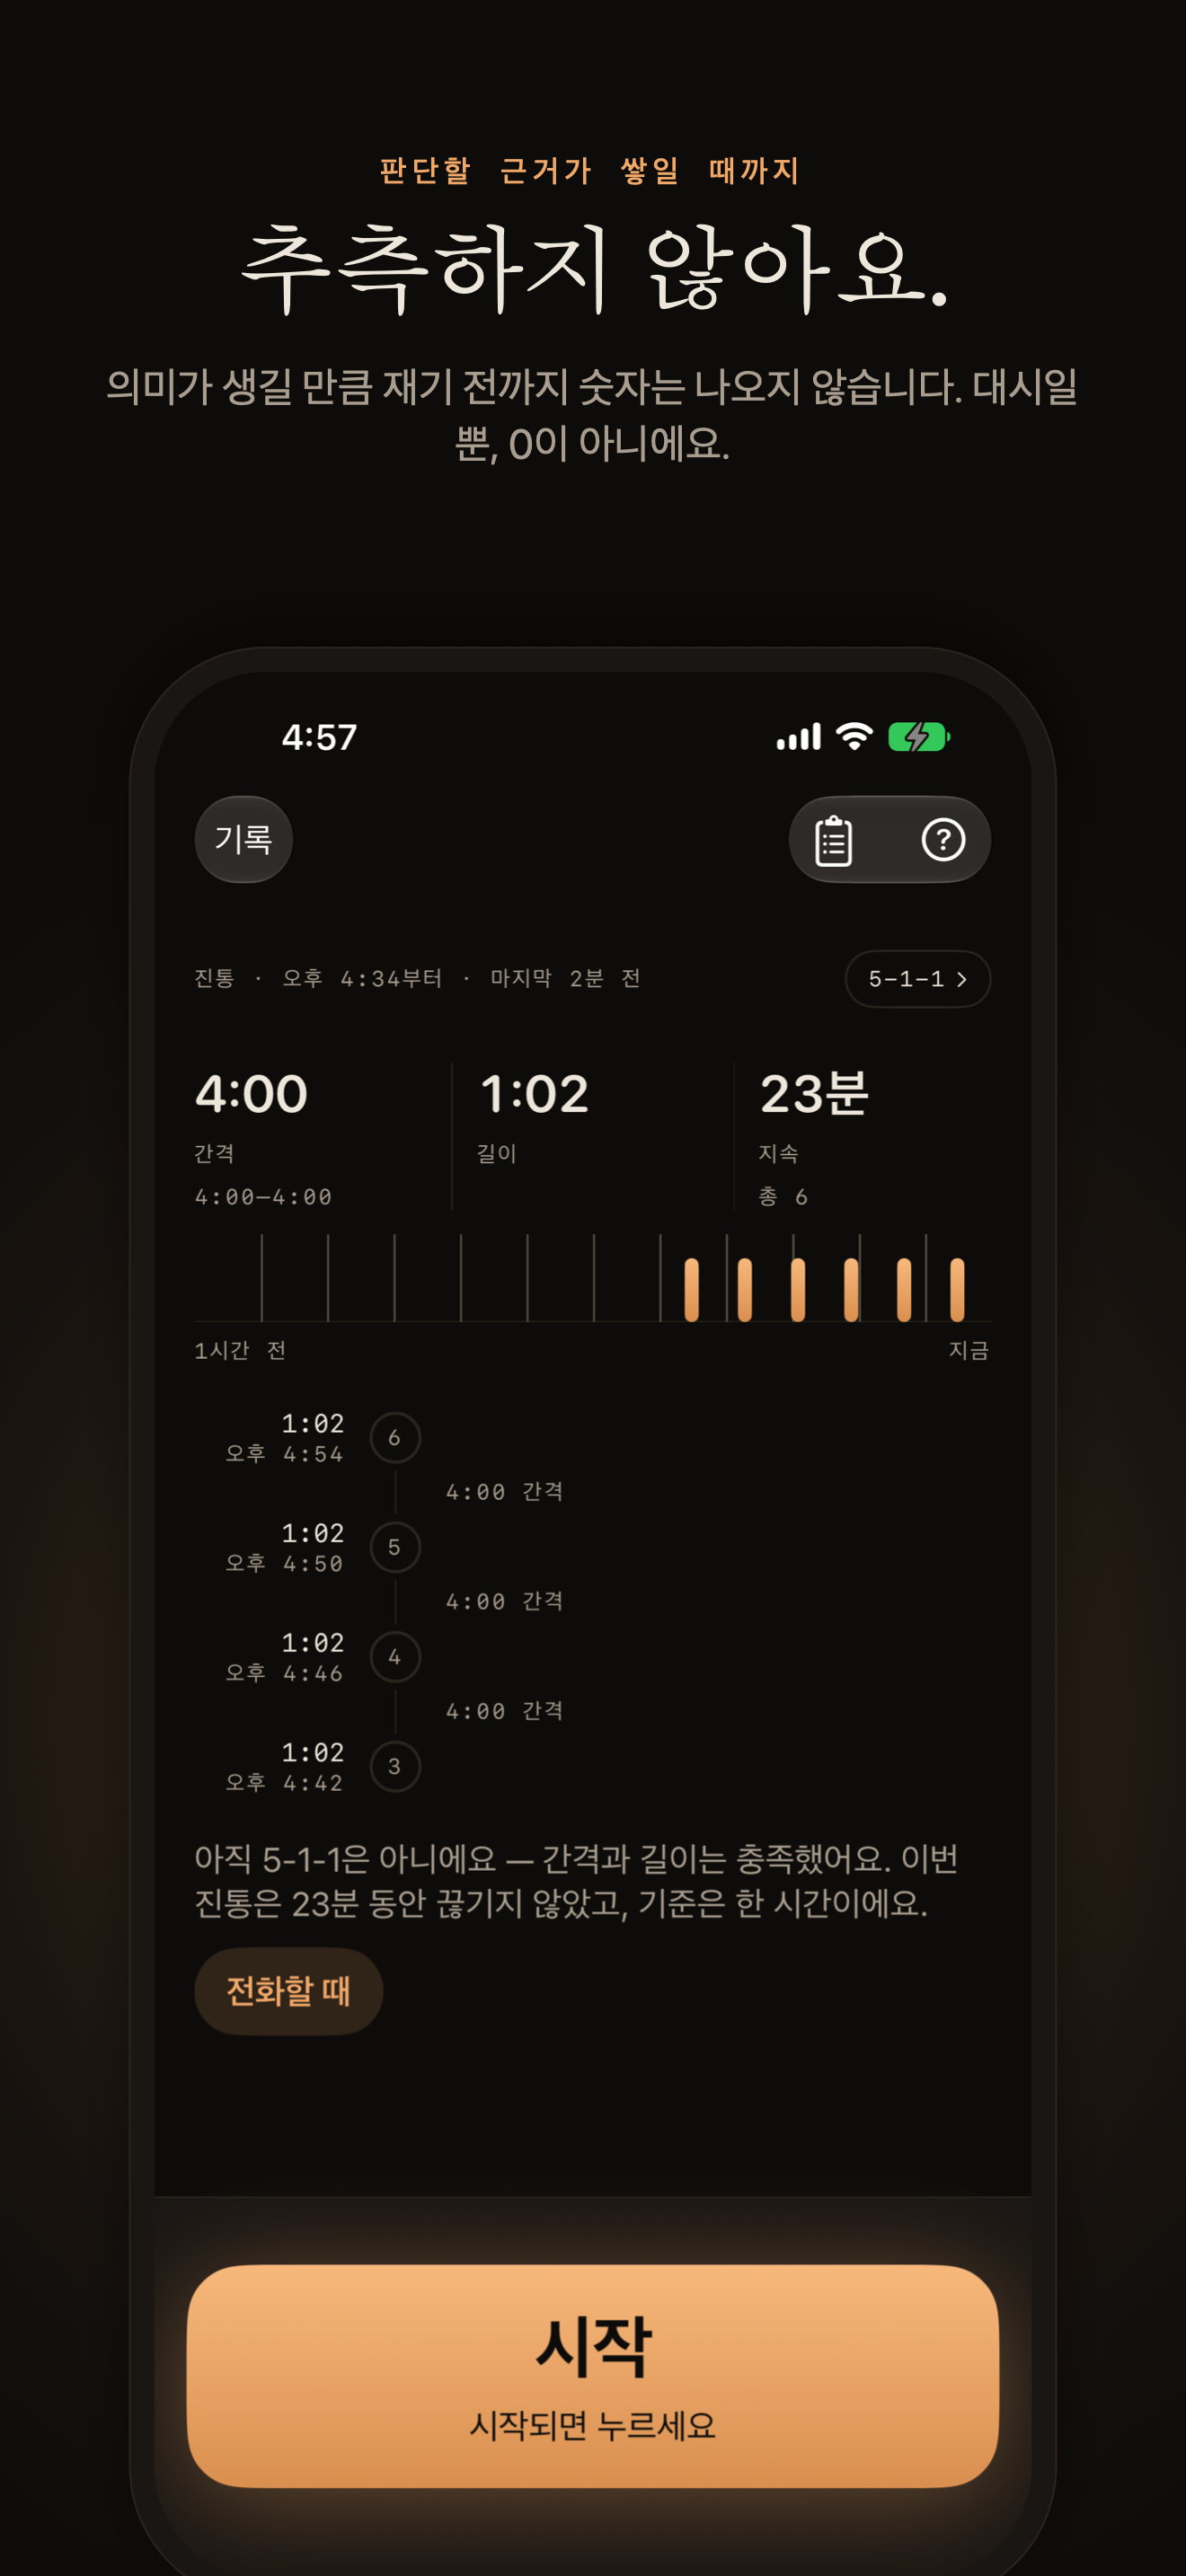 판단할 근거가 쌓일 때까지
추측하지 않아요.
의미가 생길 만큼 재기 전까지 숫자는 나오지 않습니다. 대시일
뿐, 0이 아니에요.
4:57
기록
진통 · 오후 4:34부터 · 마지막 2분 전
5-1-1
4:00
간격
4:00–4:00
1:02
길이
23분
지속
총 6
1시간 전
지금
1:02
오후 4:54
6
4:00 간격
1:02
오후 4:50
5
4:00 간격
1:02
오후 4:46
4
4:00 간격
1:02
오후 4:42
3
아직 5-1-1은 아니에요 — 간격과 길이는 충족했어요. 이번
진통은 23분 동안 끊기지 않았고, 기준은 한 시간이에요.
전화할 때
시작
시작되면 누르세요